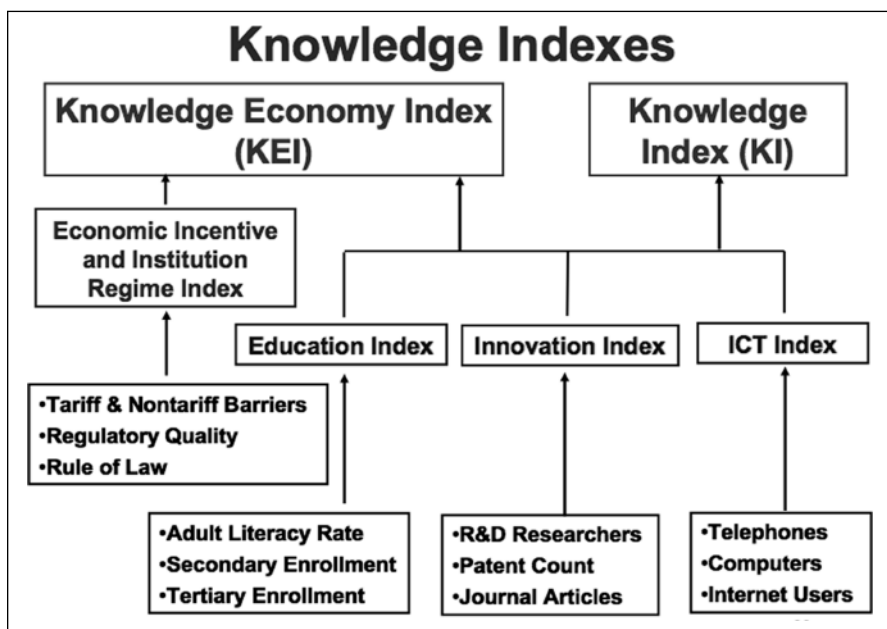 Knowledge Indexes
Knowledge Economy Index
(KEI)
Knowledge
Index (KI)
Economic Incentive
and Institution
Regime Index
Education Index
Innovation Index
ICT Index
•Tariff & Nontariff Barriers
•Regulatory Quality
•Rule of Law
•Adult Literacy Rate
•Secondary Enrollment
•Tertiary Enrollment
•R&D Researchers
•Patent Count
•Journal Articles
•Telephones
•Computers
•Internet Users